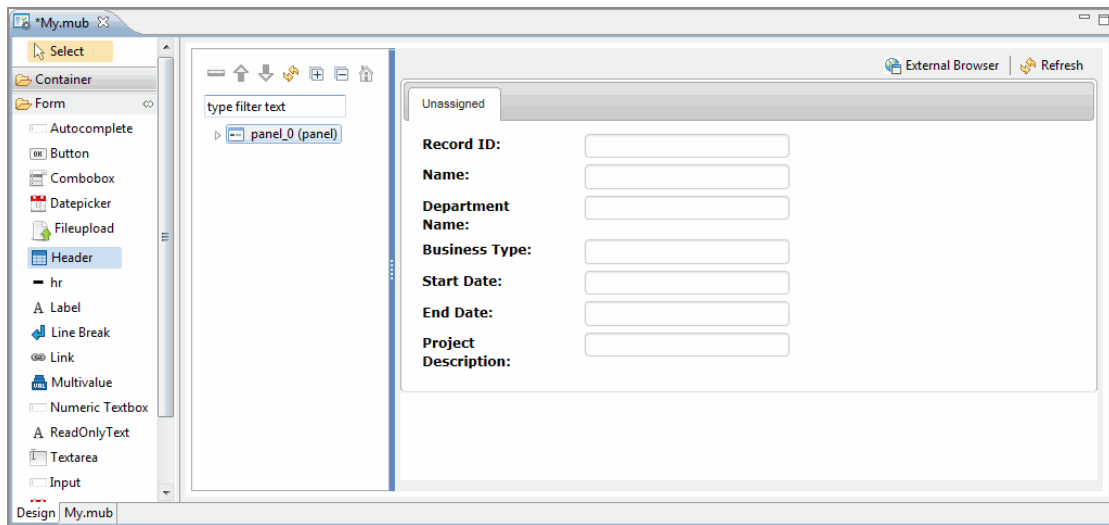 *My.mub
Select
Container
Form
Autocomplete
OK Button
Combobox
Datepicker
Fileupload
Header
hr
A Label
Line Break
Link
URL Multivalue
Numeric Textbox
A ReadOnlyText
Textarea
Input
type filter text
panel_0 (panel)
External Browser
Refresh
Unassigned
Record ID:
Name:
Department
Name:
Business Type:
Start Date:
End Date:
Project
Description:
Design
My.mub